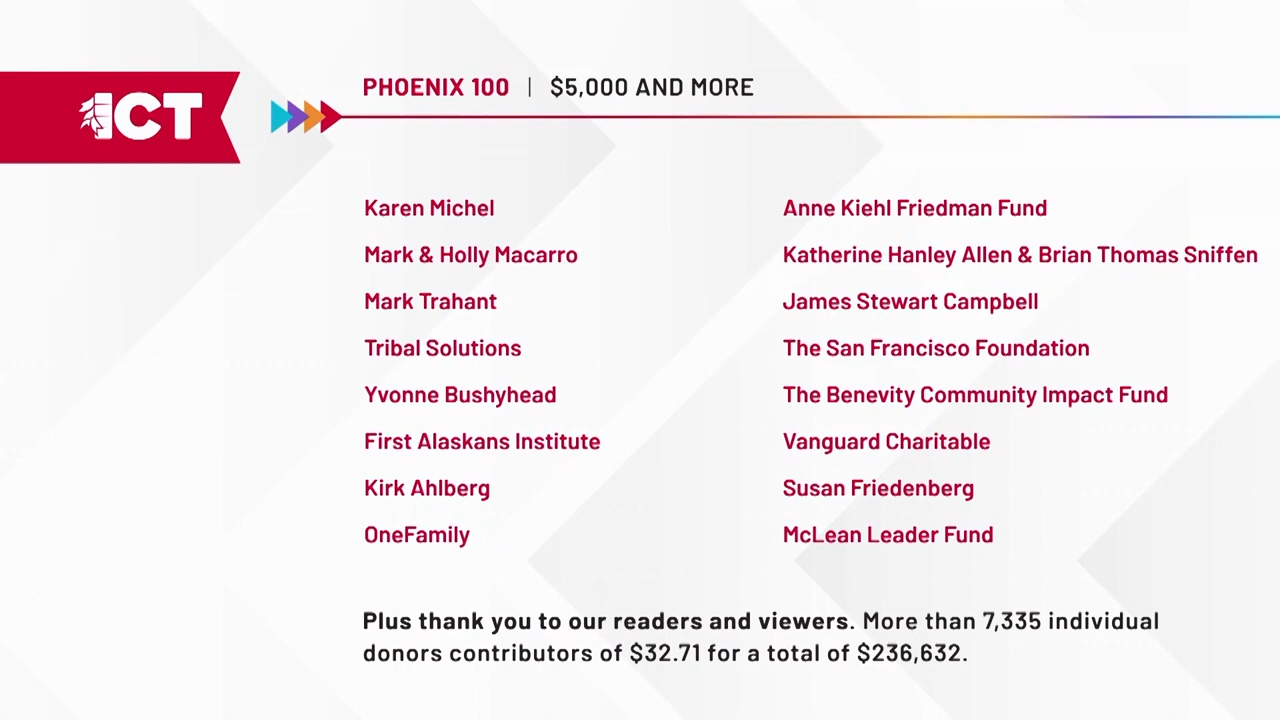 ICT
PHOENIX 100 | $5,000 AND MORE
Karen Michel
Mark & Holly Macarro
Mark Trahant
Tribal Solutions
Yvonne Bushyhead
First Alaskans Institute
Kirk Ahlberg
OneFamily
Anne Kiehl Friedman Fund
Katherine Hanley Allen & Brian Thomas Sniffen
James Stewart Campbell
The San Francisco Foundation
The Benevity Community Impact Fund
Vanguard Charitable
Susan Friedenberg
McLean Leader Fund
Plus thank you to our readers and viewers. More than 7,335 individual
donors contributors of $32.71 for a total of $236,632.